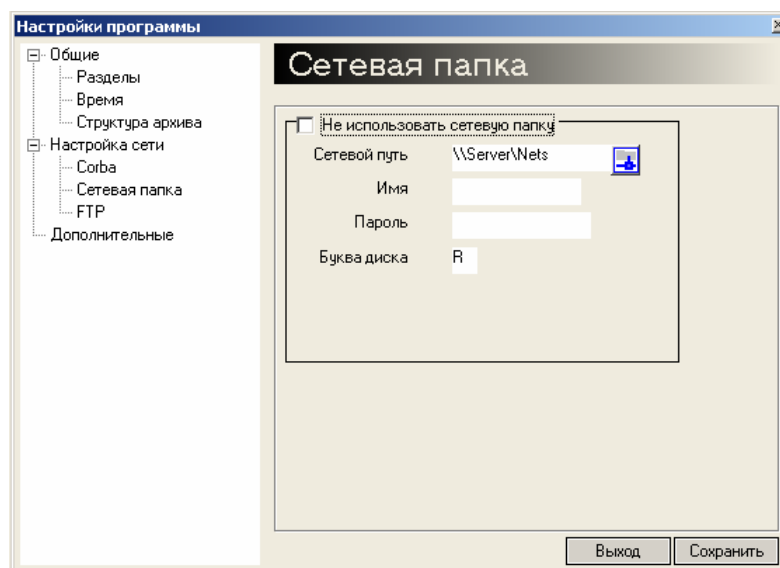 Настройки программы
Общие
Разделы
Время
Структура архива
Настройка сети
Corba
Сетевая папка
FTP
Дополнительные
Сетевая папка
Не использовать сетевую папку
Сетевой путь \\Server\Nets
Имя
Пароль
Буква диска R
Выход Сохранить